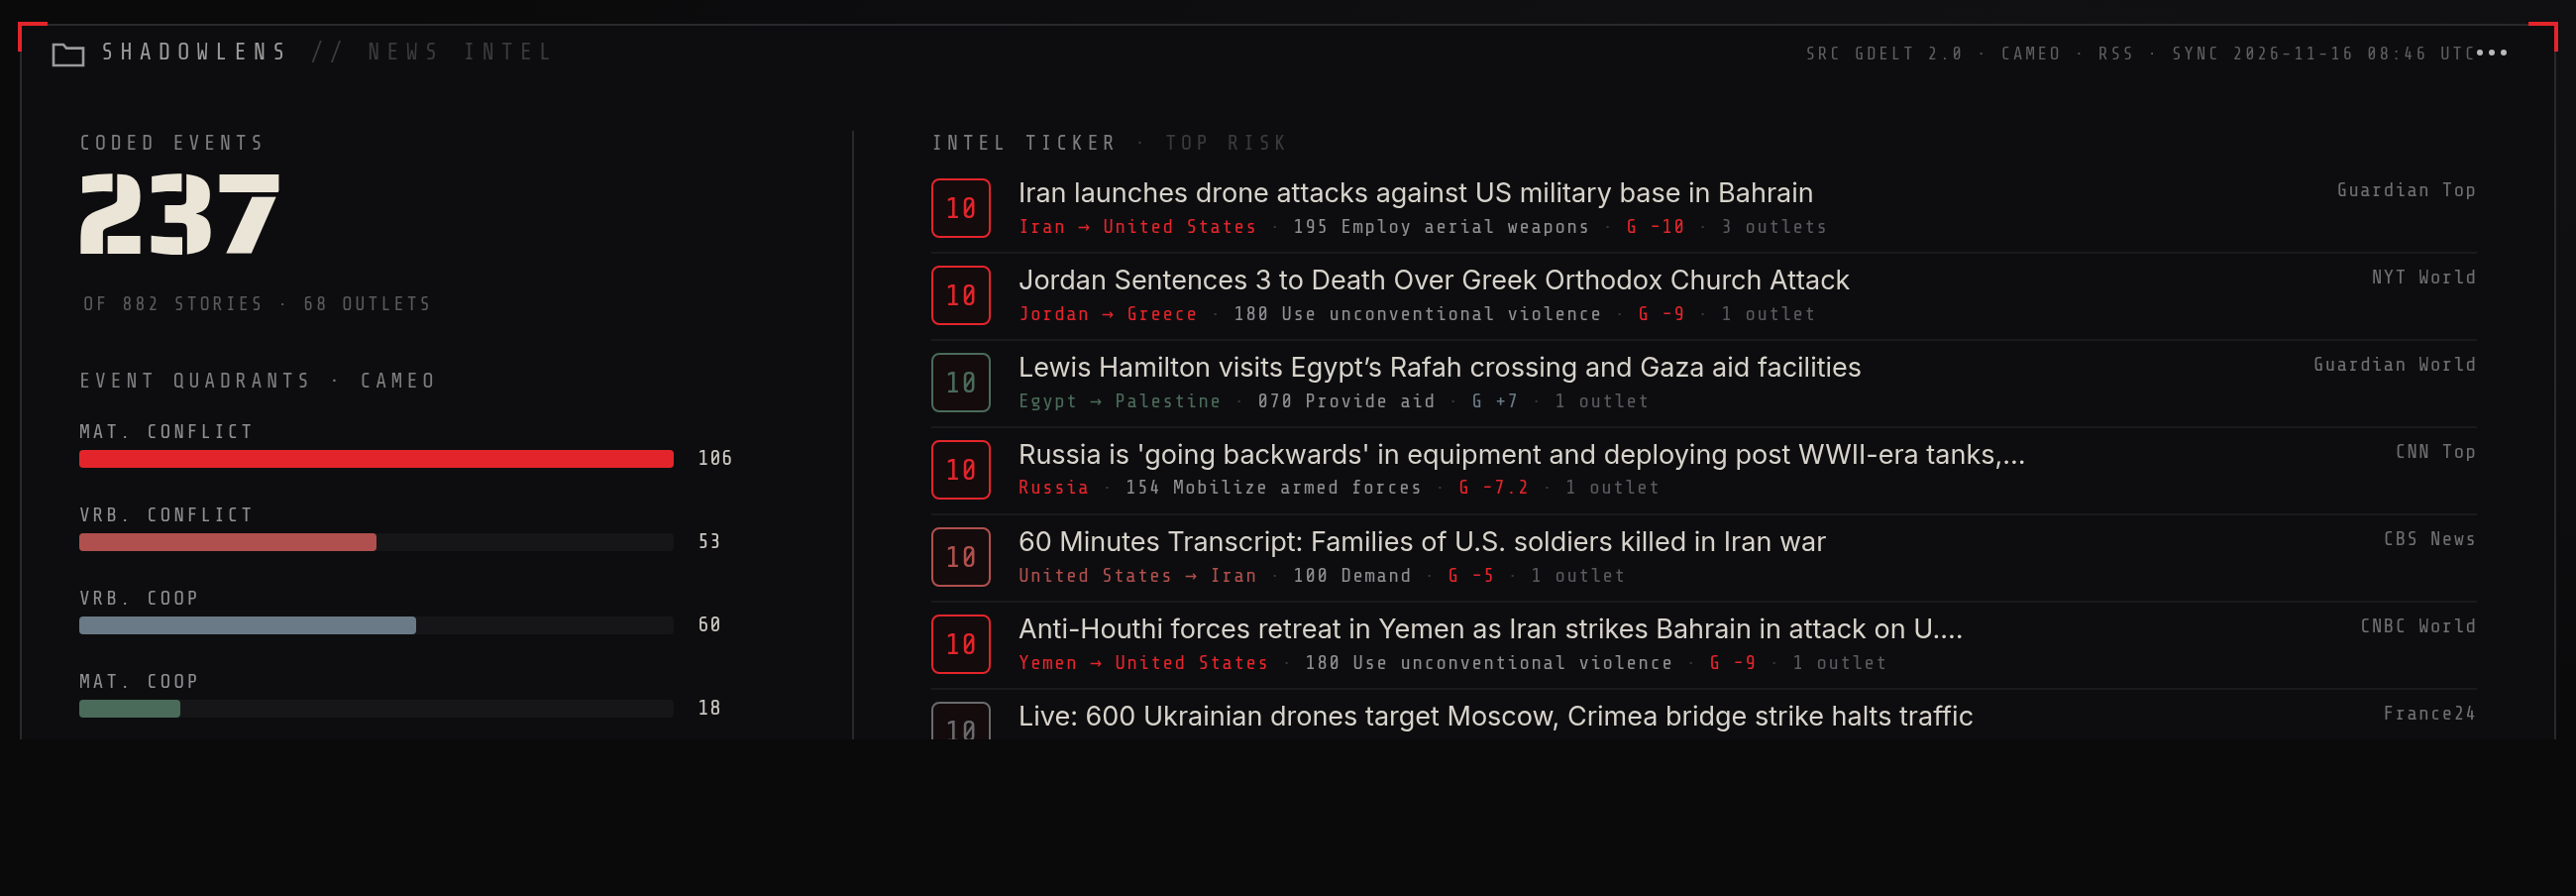 SHADOWLENS // NEWS INTEL
SRC GDELT 2.0 · CAMEO · RSS · SYNC 2026-11-16 08:46 UTC
CODED EVENTS
237
OF 882 STORIES · 68 OUTLETS
EVENT QUADRANTS · CAMEO
MAT. CONFLICT
106
VRB. CONFLICT
53
VRB. COOP
60
MAT. COOP
18
INTEL TICKER · TOP RISK
10
Iran launches drone attacks against US military base in Bahrain
Guardian Top
Iran → United States · 195 Employ aerial weapons · G -10 · 3 outlets
10
Jordan Sentences 3 to Death Over Greek Orthodox Church Attack
NYT World
Jordan → Greece · 180 Use unconventional violence · G -9 · 1 outlet
10
Lewis Hamilton visits Egypt’s Rafah crossing and Gaza aid facilities
Guardian World
Egypt → Palestine · 070 Provide aid · G +7 · 1 outlet
10
Russia is 'going backwards' in equipment and deploying post WWII-era tanks,...
CNN Top
Russia · 154 Mobilize armed forces · G -7.2 · 1 outlet
10
60 Minutes Transcript: Families of U.S. soldiers killed in Iran war
CBS News
United States → Iran · 100 Demand · G -5 · 1 outlet
10
Anti-Houthi forces retreat in Yemen as Iran strikes Bahrain in attack on U....
CNBC World
Yemen → United States · 180 Use unconventional violence · G -9 · 1 outlet
10
Live: 600 Ukrainian drones target Moscow, Crimea bridge strike halts traffic
France24